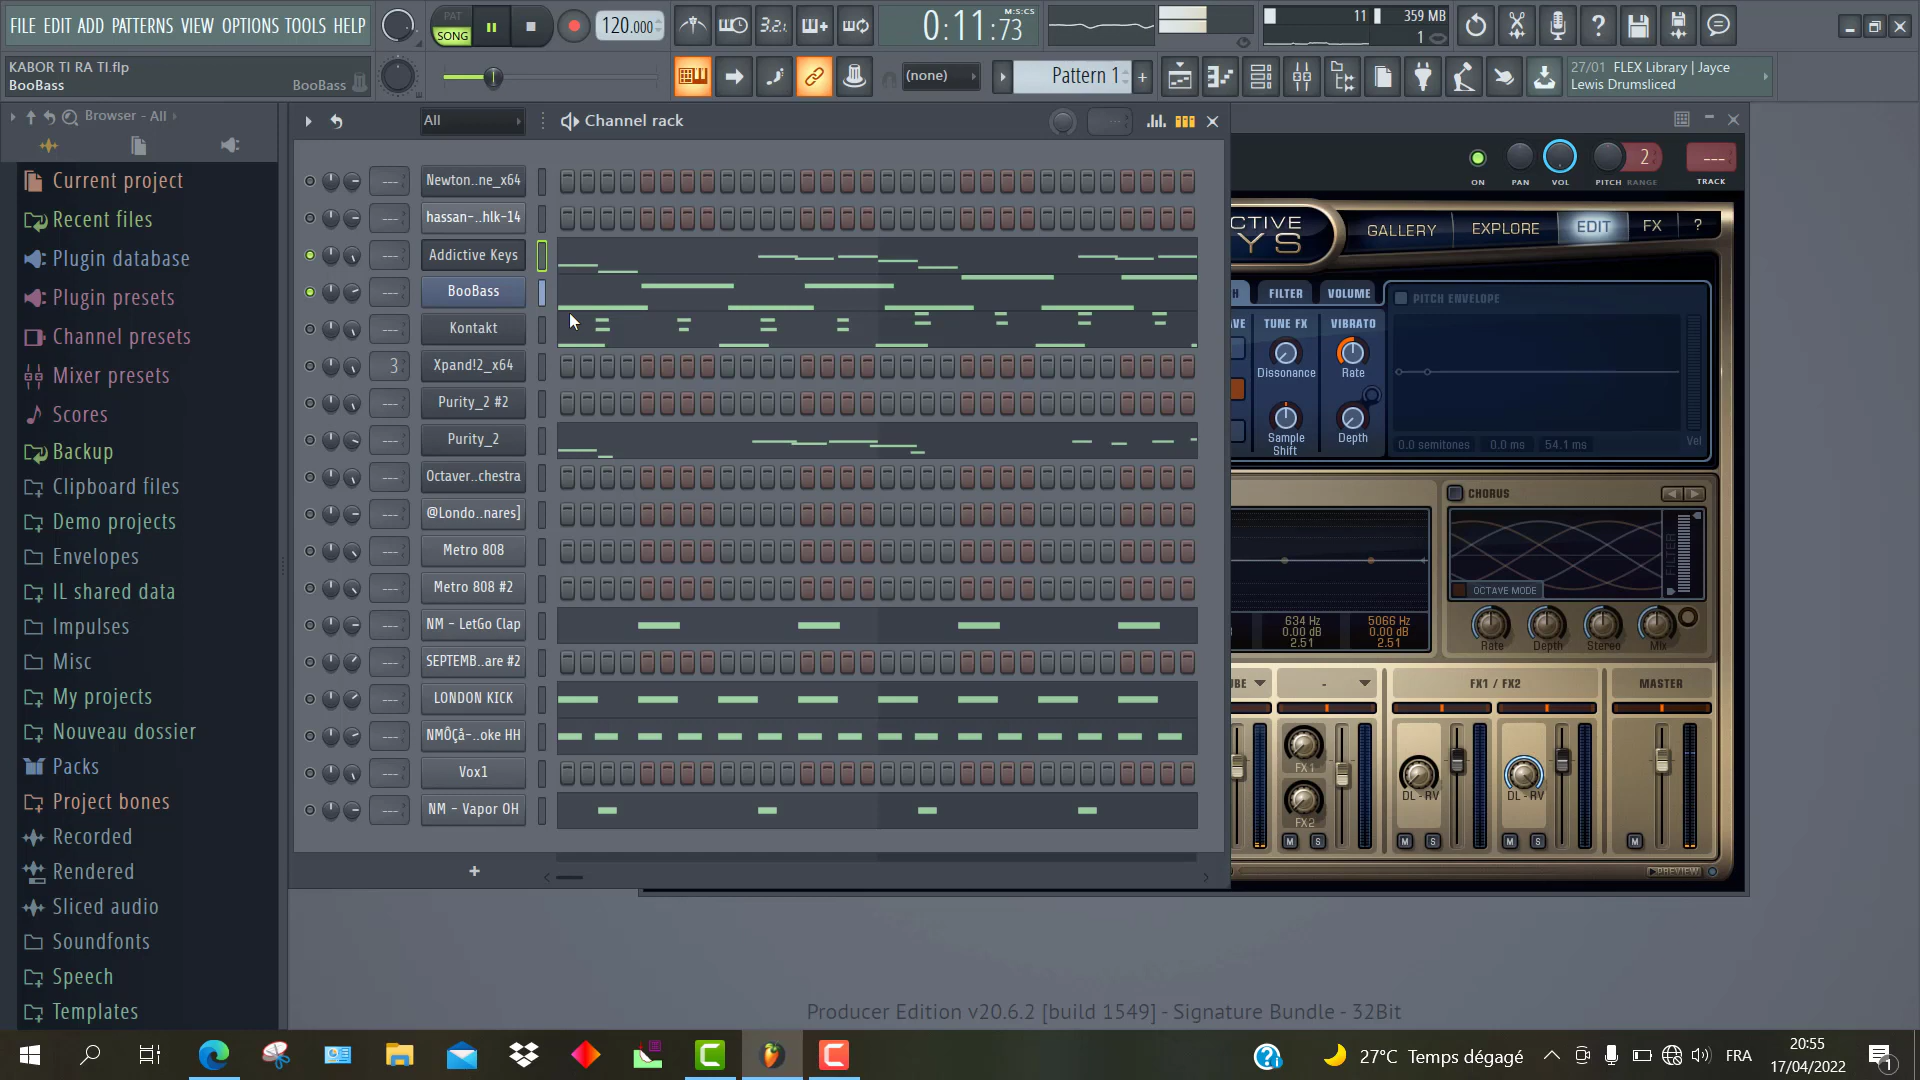 FILE EDIT ADD PATTERNS VIEW OPTIONS TOOLS HELP
PAT
SONG
120.000
3.2.
0:11:73
M:S:CS
11
359 MB
1
KABOR TI RA TI.flp
BooBass
BooBass
(none)
Pattern 1
27/01 FLEX Library | Jayce
Lewis Drumsliced
Browser - All
All
Channel rack
Current project
Recent files
Plugin database
Plugin presets
Channel presets
Mixer presets
Scores
Backup
Clipboard files
Demo projects
Envelopes
IL shared data
Impulses
Misc
My projects
Nouveau dossier
Packs
Project bones
Recorded
Rendered
Sliced audio
Soundfonts
Speech
Templates
Newton..ne_x64
hassan-..hlk-14
Addictive Keys
BooBass
Kontakt
3
Xpand!2_x64
Purity_2 #2
Purity_2
Octaver..chestra
@Londo..nares]
Metro 808
Metro 808 #2
NM - LetGo Clap
SEPTEMB..are #2
LONDON KICK
NMÔÇå-..oke HH
Vox1
NM - Vapor OH
2
---
ON
PAN
VOL
PITCH
RANGE
TRACK
GALLERY
EXPLORE
EDIT
FX
?
FILTER
VOLUME
PITCH ENVELOPE
TUNE FX
VIBRATO
Dissonance
Rate
Sample
Shift
Depth
0.0 semitones
0.0 ms
54.1 ms
Vel
CHORUS
FILTER
OCTAVE MODE
634 Hz
0.00 dB
2.51
5066 Hz
0.00 dB
2.51
Rate
Depth
Stereo
Mix
FX1 / FX2
MASTER
FX1
FX2
DL - RV
DL - RV
M
S
M
S
M
S
M
PREVIEW
Producer Edition v20.6.2 [build 1549] - Signature Bundle - 32Bit
27°C Temps dégagé
FRA
20:55
17/04/2022
1